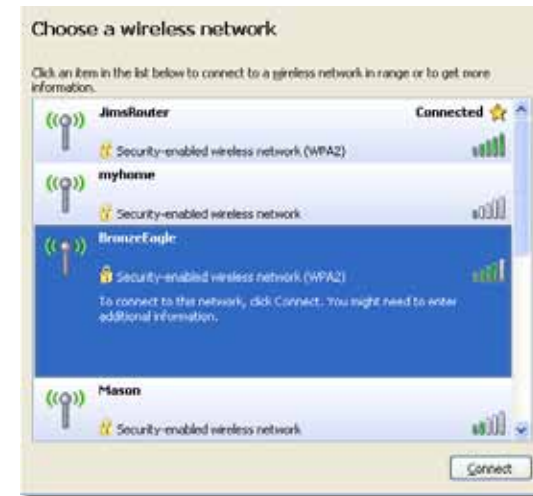 Choose a wireless network
Click an item in the list below to connect to a wireless network in range or to get more
information.
JimsRouter Connected
Security-enabled wireless network (WPA2)
myhome
Security-enabled wireless network
BronzeEagle
Security-enabled wireless network (WPA2)
To connect to this network, click Connect. You might need to enter
additional information.
Mason
Security-enabled wireless network
Connect